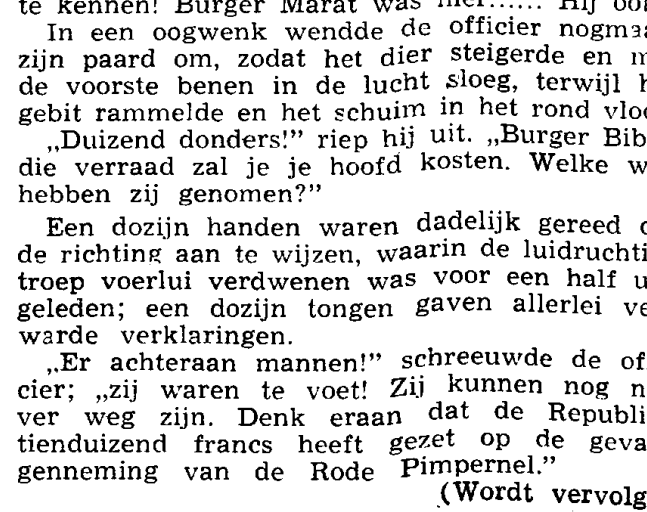 te kennen! Burger Marat was hier...... Hij ook
In een oogwenk wendde de officier nogma
zijn paard om, zodat het dier steigerde en m
de voorste benen in de lucht sloeg, terwijl h
gebit rammelde en het schuim in het rond vloo
„Duizend donders!” riep hij uit. „Burger Bib
die verraad zal je je hoofd kosten. Welke w
hebben zij genomen?”
Een dozijn handen waren dadelijk gereed o
de richting aan te wijzen, waarin de luidruchti
troep voerlui verdwenen was voor een half u
geleden; een dozijn tongen gaven allerlei ve
warde verklaringen.
„Er achteraan mannen!” schreeuwde de of
cier; „zij waren te voet! Zij kunnen nog n
ver weg zijn. Denk eraan dat de Republi
tienduizend francs heeft gezet op de geva
genneming van de Rode Pimpernel.”
(Wordt vervolg